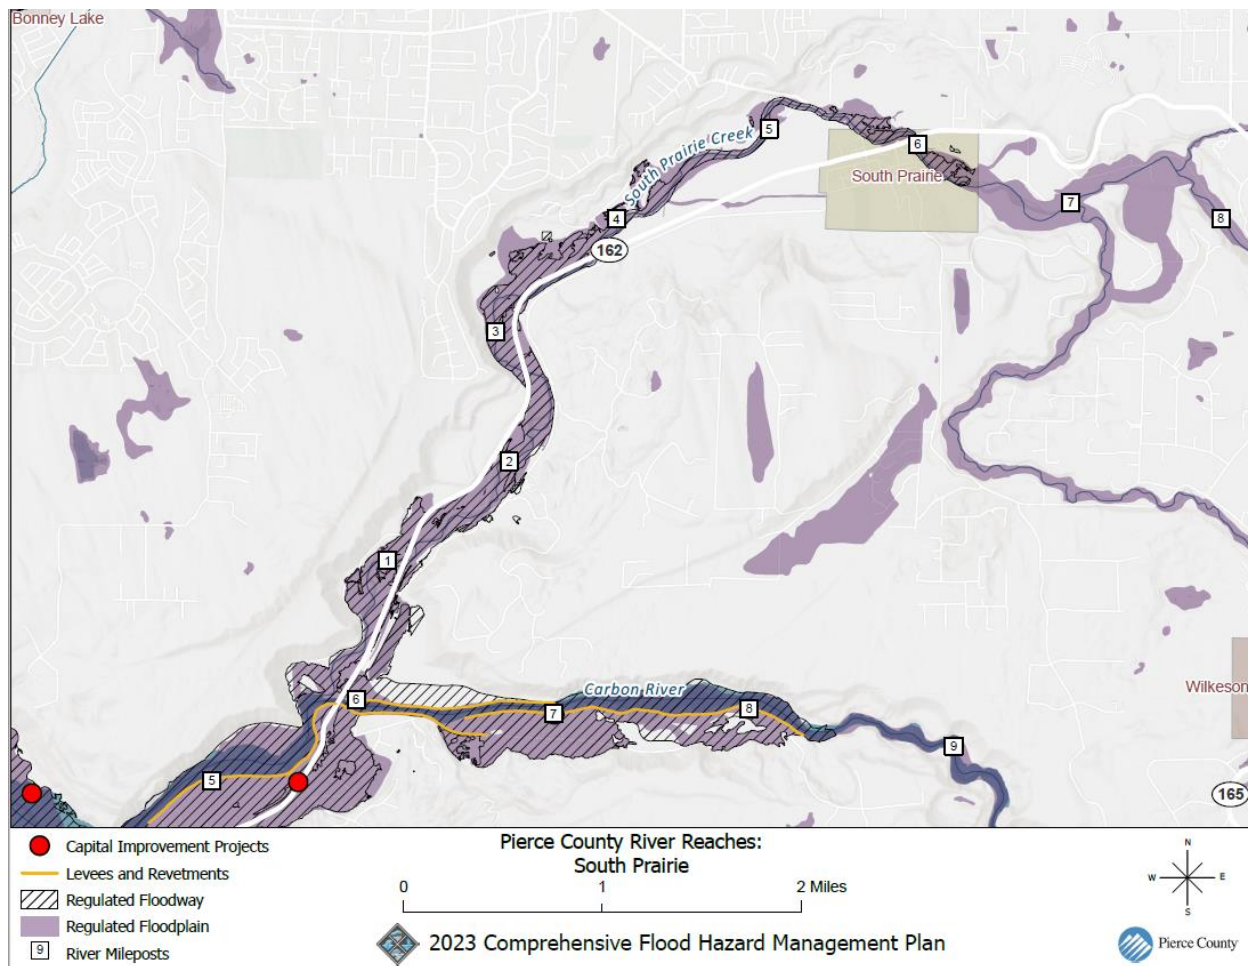 Bonney Lake
South Prairie Creek
5
6
South Prairie
7
8
4
162
3
2
1
Carbon River
6
7
8
9
5
Wilkeson
165
Capital Improvement Projects
Levees and Revetments
Regulated Floodway
Regulated Floodplain
9 River Mileposts
Pierce County River Reaches:
South Prairie
0 1 2 Miles
2023 Comprehensive Flood Hazard Management Plan
N
W E
S
Pierce County